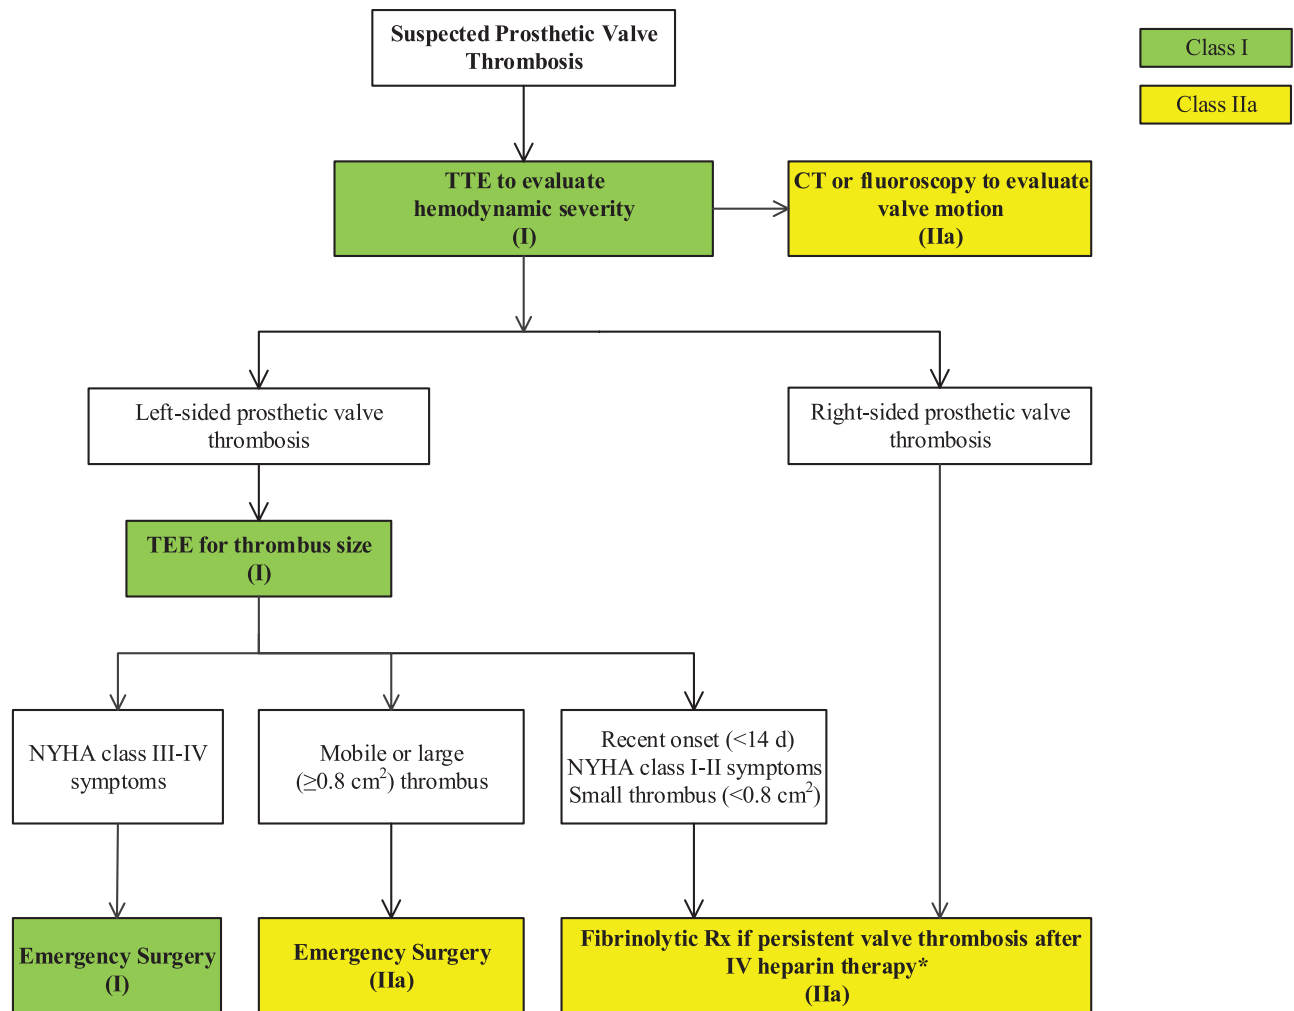 Suspected Prosthetic Valve
Thrombosis
Class I
Class IIa
TTE to evaluate
hemodynamic severity
(I)
CT or fluoroscopy to evaluate
valve motion
(IIa)
Left-sided prosthetic valve
thrombosis
Right-sided prosthetic valve
thrombosis
TEE for thrombus size
(I)
NYHA class III-IV
symptoms
Mobile or large
(≥0.8 cm²) thrombus
Recent onset (<14 d)
NYHA class I-II symptoms
Small thrombus (<0.8 cm²)
Emergency Surgery
(I)
Emergency Surgery
(IIa)
Fibrinolytic Rx if persistent valve thrombosis after
IV heparin therapy*
(IIa)